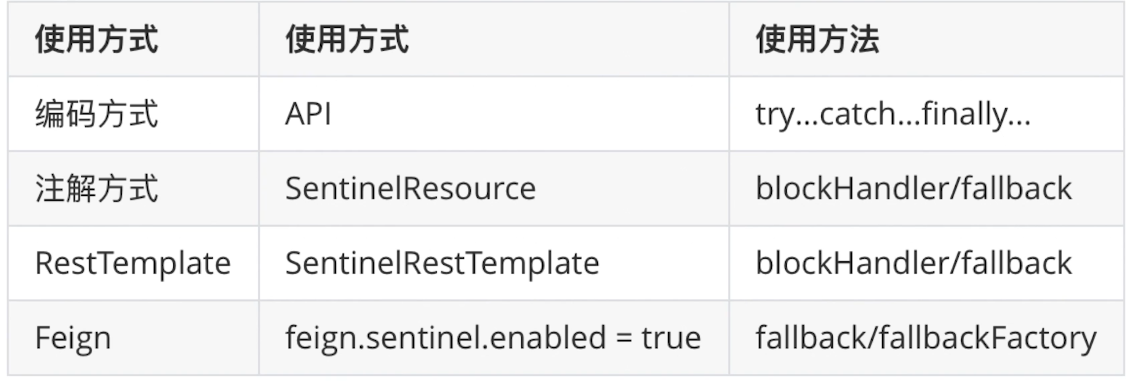 使用方式 使用方式 使用方法
编码方式 API try...catch...finally...
注解方式 SentinelResource blockHandler/fallback
RestTemplate SentinelRestTemplate blockHandler/fallback
Feign feign.sentinel.enabled = true fallback/fallbackFactory